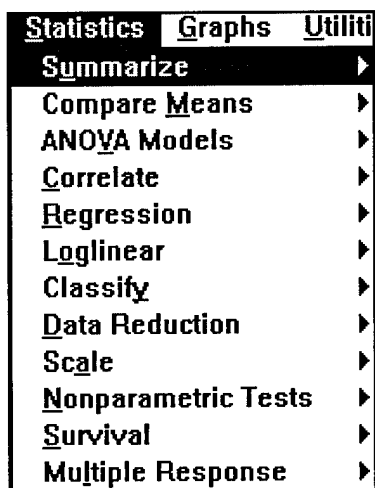 Statistics Graphs Utiliti
Summarize
Compare Means
ANOVA Models
Correlate
Regression
Loglinear
Classify
Data Reduction
Scale
Nonparametric Tests
Survival
Multiple Response